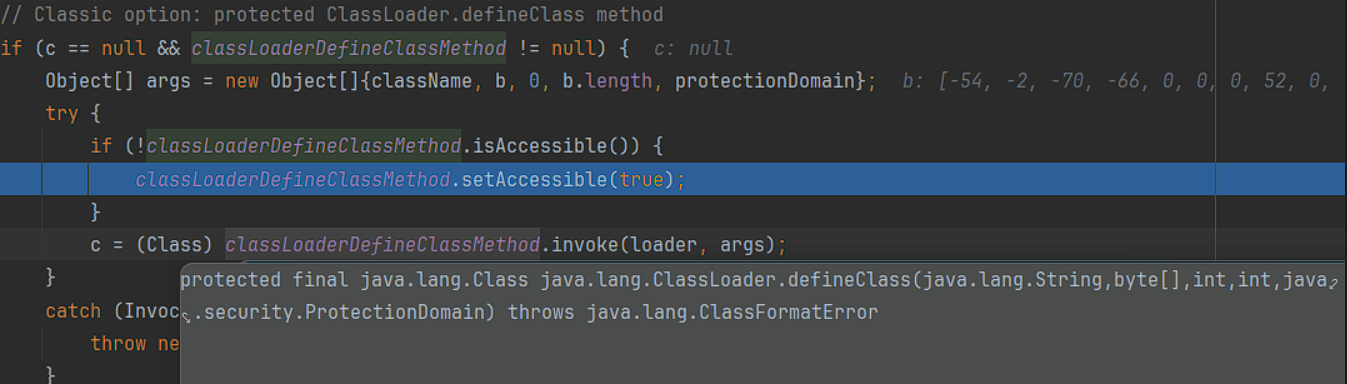 // Classic option: protected ClassLoader.defineClass method
if (c == null && classLoaderDefineClassMethod != null) {  c: null
Object[] args = new Object[]{className, b, 0, b.length, protectionDomain};  b: [-54, -2, -70, -66, 0, 0, 0, 52, 0,
try {
if (!classLoaderDefineClassMethod.isAccessible()) {
classLoaderDefineClassMethod.setAccessible(true);
}
c = (Class) classLoaderDefineClassMethod.invoke(loader, args);
}
protected final java.lang.Class java.lang.ClassLoader.defineClass(java.lang.String,byte[],int,int,java
catch (Invoc
.security.ProtectionDomain) throws java.lang.ClassFormatError
throw ne
}